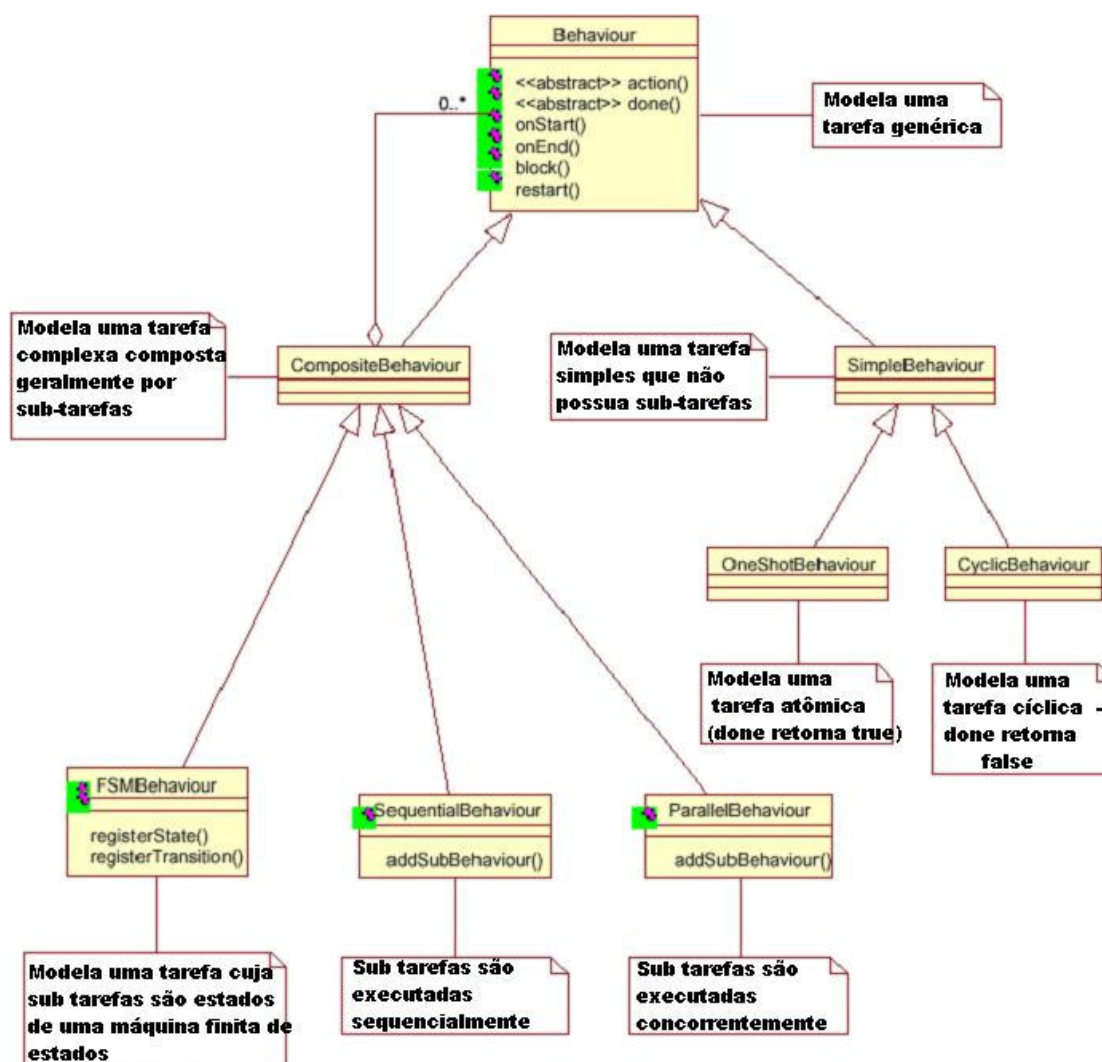 Behaviour
<<abstract>> action()
<<abstract>> done()
onStart()
onEnd()
block()
restart()
0..*
Modela uma
tarefa genérica
Modela uma tarefa
complexa composta
geralmente por
sub-tarefas
CompositeBehaviour
Modela uma tarefa
simples que não
possua sub-tarefas
SimpleBehaviour
OneShotBehaviour
CyclicBehaviour
Modela uma
tarefa atômica
(done retorna true)
Modela uma
tarefa cíclica -
done retorna
false
FSMBehaviour
registerState()
registerTransition()
SequentialBehaviour
addSubBehaviour()
ParallelBehaviour
addSubBehaviour()
Modela uma tarefa cuja
sub tarefas são estados
de uma máquina finita de
estados
Sub tarefas são
executadas
sequencialmente
Sub tarefas são
executadas
concorrentemente